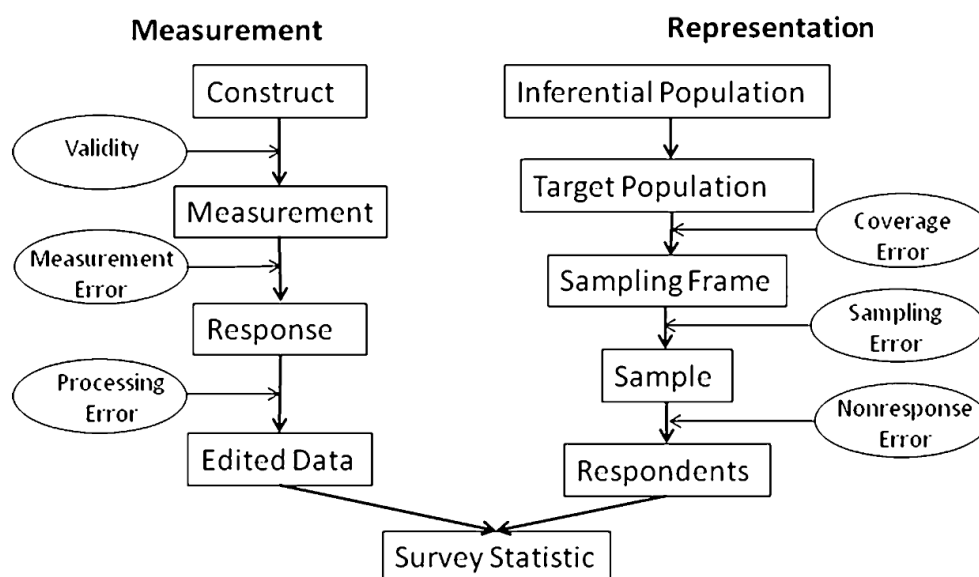 Measurement
Construct
Validity
Measurement
Measurement
Error
Response
Processing
Error
Edited Data
Representation
Inferential Population
Target Population
Coverage
Error
Sampling Frame
Sampling
Error
Sample
Nonresponse
Error
Respondents
Survey Statistic